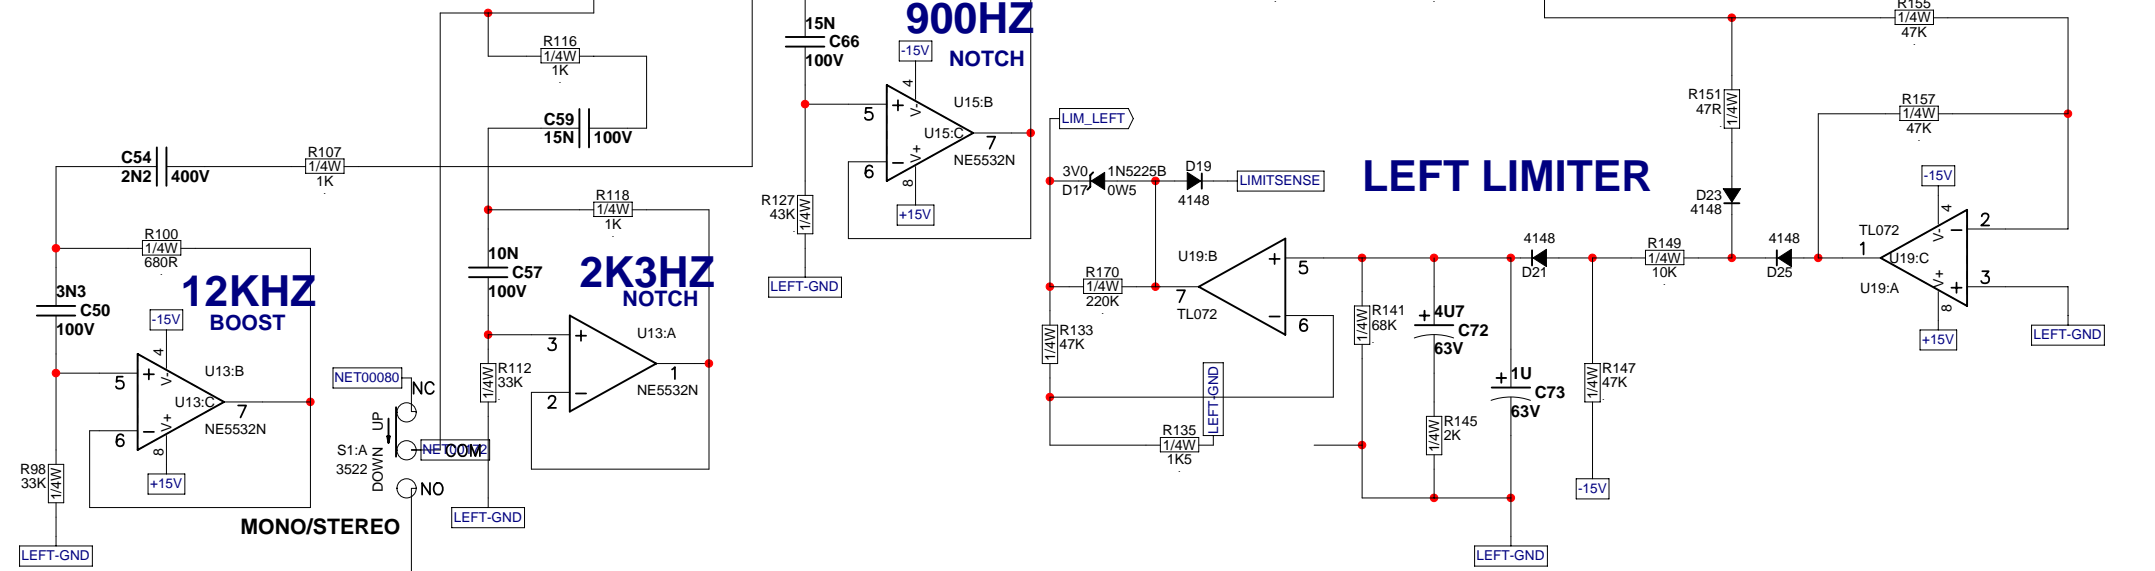 R116
1/4W
1K
C59
15N
100V
C54
2N2
400V
R107
1/4W
1K
R100
1/4W
680R
3N3
C50
100V
12KHZ
BOOST
-15V
4
V-
5
+
U13:B
U13:C
7
NE5532N
6
−
V+
8
+15V
R98
33K
1/4W
LEFT-GND
MONO/STEREO
NET00080
NC
UP
DOWN
S1:A
3522
COM
NO
R118
1/4W
1K
10N
C57
100V
2K3HZ
NOTCH
3
+
U13:A
1
NE5532N
2
−
R112
33K
1/4W
LEFT-GND
15N
C66
100V
900HZ
NOTCH
-15V
4
V-
5
+
U15:B
U15:C
7
NE5532N
6
−
V+
8
+15V
R127
43K
1/4W
LEFT-GND
LIM_LEFT
3V0
D17
1N5225B
0W5
D19
4148
LIMITSENSE
LEFT LIMITER
U19:B
+
5
7
TL072
−
6
R170
1/4W
220K
R133
47K
1/4W
R135
1/4W
1K5
LEFT-GND
R141
68K
1/4W
+
4U7
C72
63V
R145
2K
1/4W
+
1U
C73
63V
LEFT-GND
4148
D21
R149
1/4W
10K
R147
47K
1/4W
-15V
R155
1/4W
47K
R151
47R
1/4W
D23
4148
4148
D25
R157
1/4W
47K
-15V
4
V-
TL072
1
U19:C
U19:A
−
2
+
3
V+
8
+15V
LEFT-GND